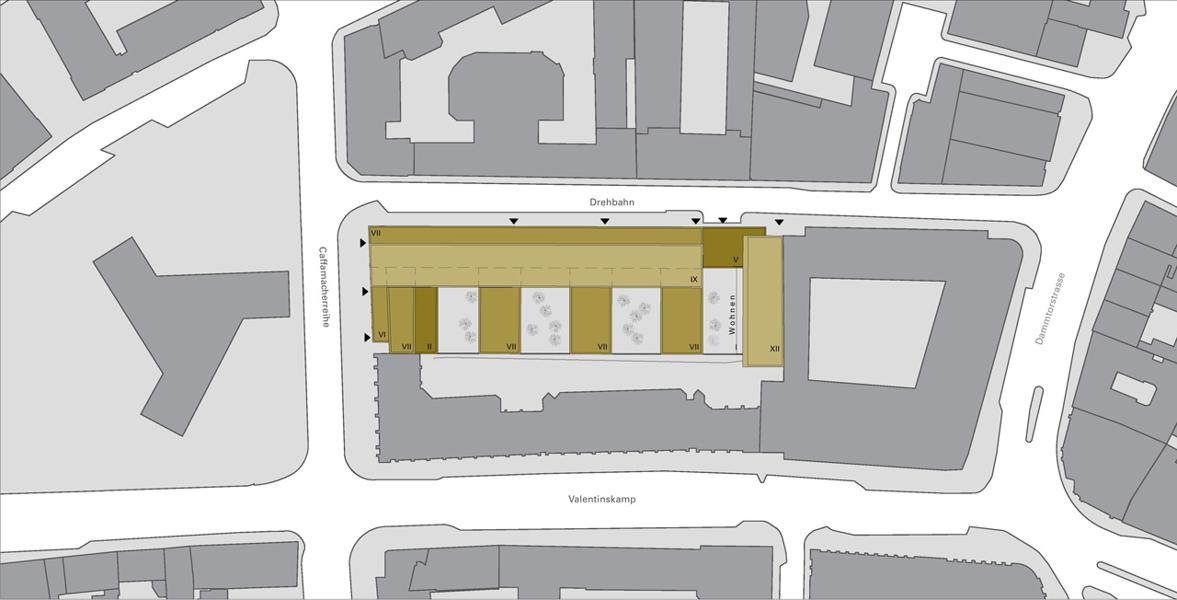 Drehbahn
VII
V
IX
Caffamacherreihe
Dammtorstrasse
Wohnen
VI
VII
II
VII
VII
VII
I
XII
Valentinskamp